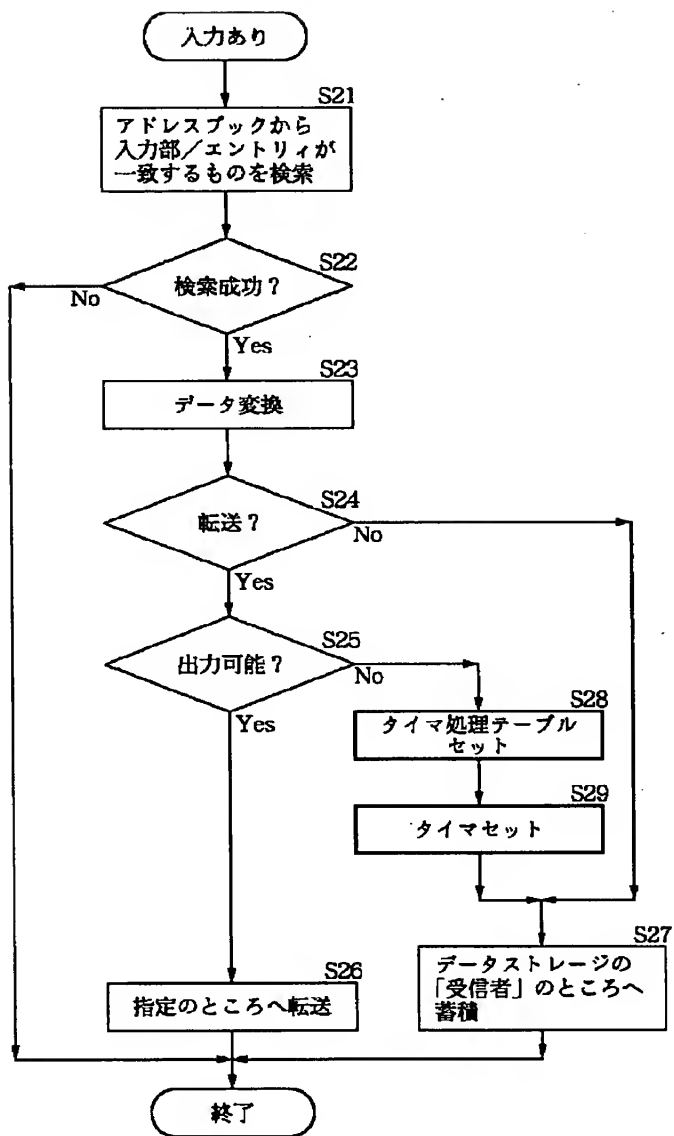 入力あり
S21
アドレスブックから
入力部／エントリィが
一致するものを検索
S22
検索成功？
No
Yes
S23
データ変換
S24
転送？
No
Yes
S25
出力可能？
No
Yes
S28
タイマ処理テーブル
セット
S29
タイマセット
S27
データストレージの
「受信者」のところへ
蓄積
S26
指定のところへ転送
終了